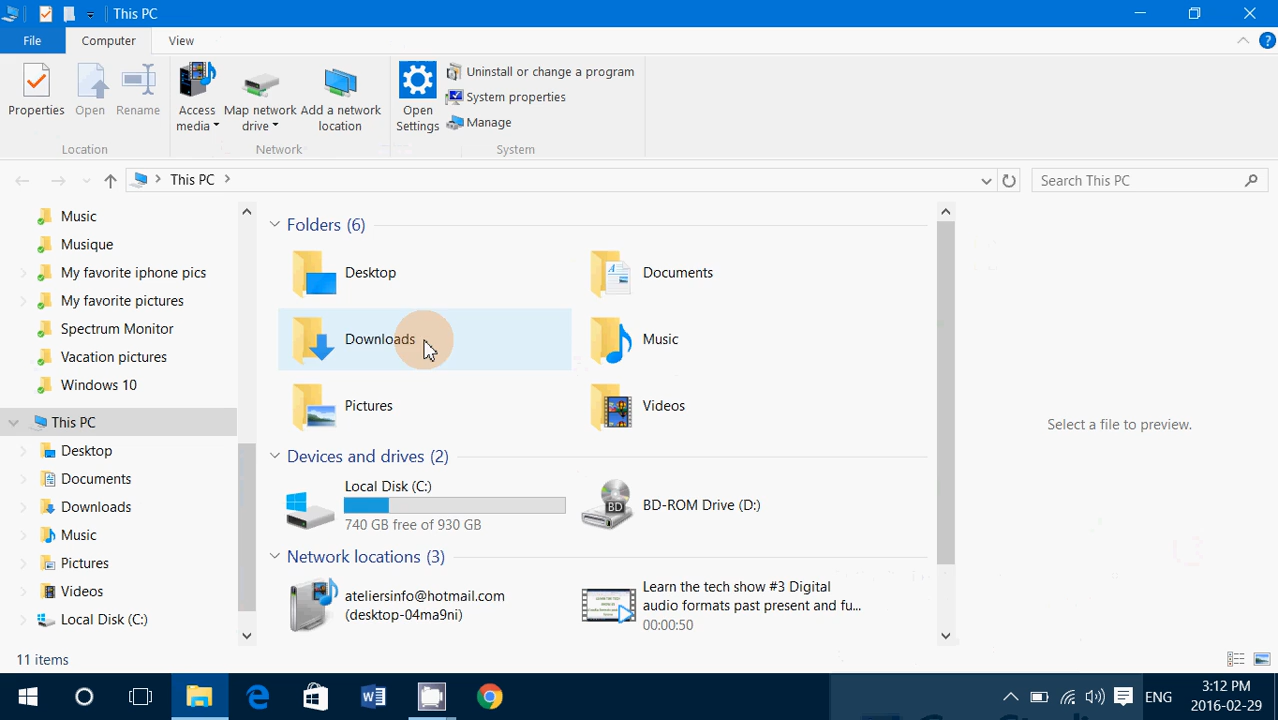 This PC
File
Computer
View
Properties
Open
Rename
Access media
Map network drive
Add a network location
Open Settings
Uninstall or change a program
System properties
Manage
Location
Network
System
This PC
Search This PC
Music
Musique
My favorite iphone pics
My favorite pictures
Spectrum Monitor
Vacation pictures
Windows 10
This PC
Desktop
Documents
Downloads
Music
Pictures
Videos
Local Disk (C:)
Folders (6)
Desktop
Documents
Downloads
Music
Pictures
Videos
Devices and drives (2)
Local Disk (C:)
740 GB free of 930 GB
BD
BD-ROM Drive (D:)
Network locations (3)
ateliersinfo@hotmail.com
(desktop-04ma9ni)
Learn the tech show #3 Digital
audio formats past present and fu...
00:00:50
Select a file to preview.
11 items
ENG
3:12 PM
2016-02-29